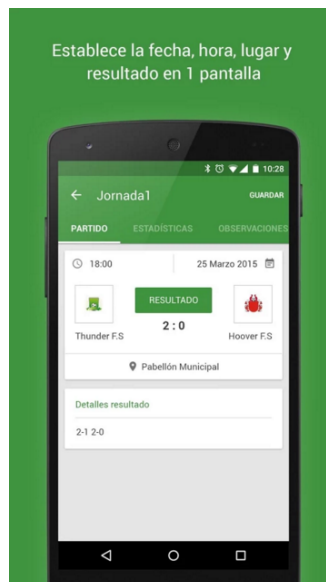 Establece la fecha, hora, lugar y
resultado en 1 pantalla
10:28
Jornada1
GUARDAR
PARTIDO ESTADÍSTICAS OBSERVACIONES
18:00 25 Marzo 2015
RESULTADO
2 : 0
Thunder F.S Hoover F.S
Pabellón Municipal
Detalles resultado
2-1 2-0